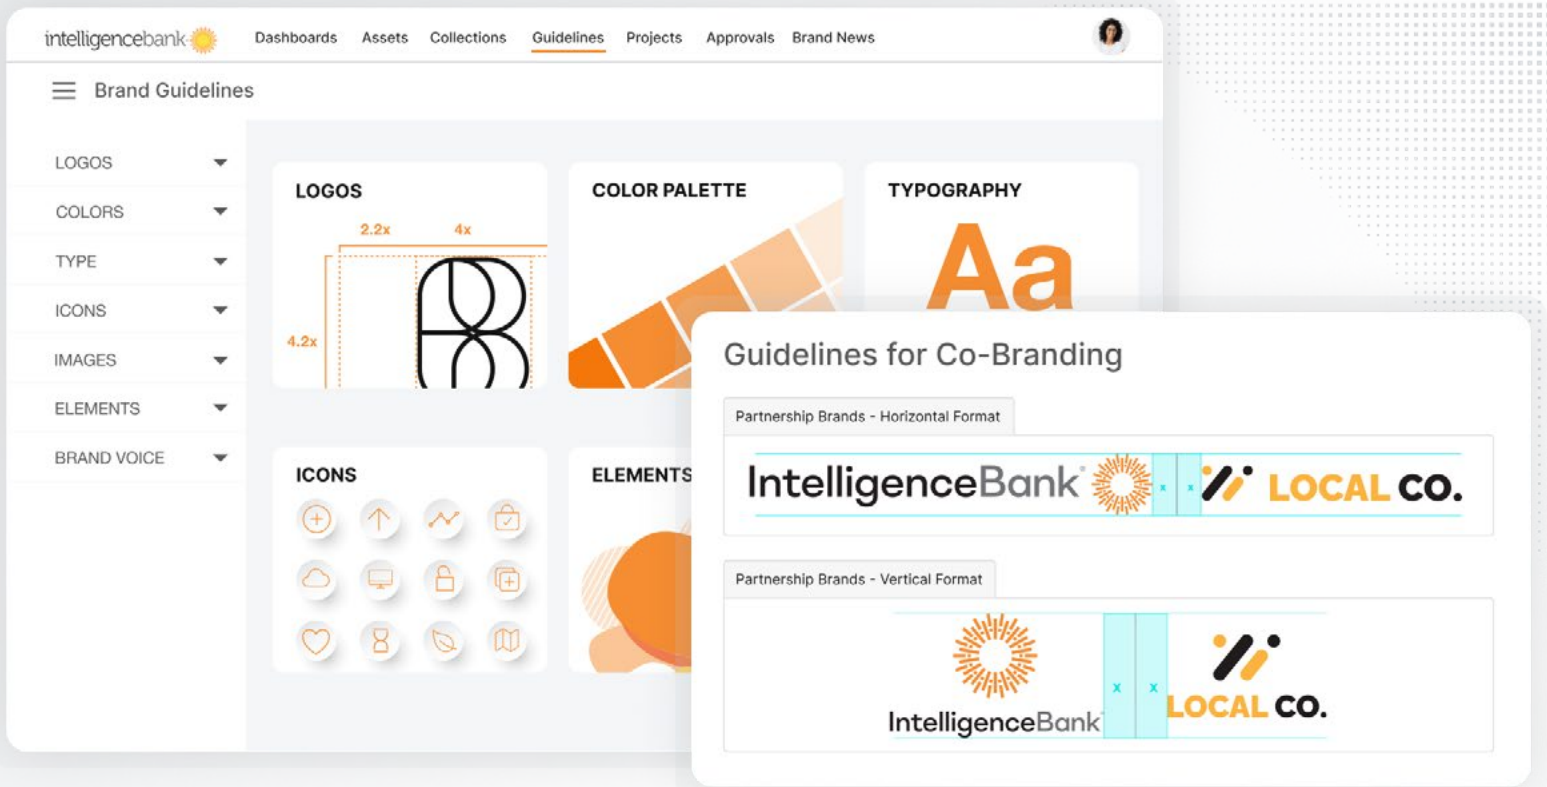 intelligencebank
Dashboards Assets Collections Guidelines Projects Approvals Brand News
Brand Guidelines
LOGOS
COLORS
TYPE
ICONS
IMAGES
ELEMENTS
BRAND VOICE
LOGOS
2.2x 4x
4.2x
COLOR PALETTE
TYPOGRAPHY
Aa
ICONS
ELEMENTS
Guidelines for Co-Branding
Partnership Brands - Horizontal Format
IntelligenceBank x x LOCAL CO.
Partnership Brands - Vertical Format
x x
IntelligenceBank LOCAL CO.